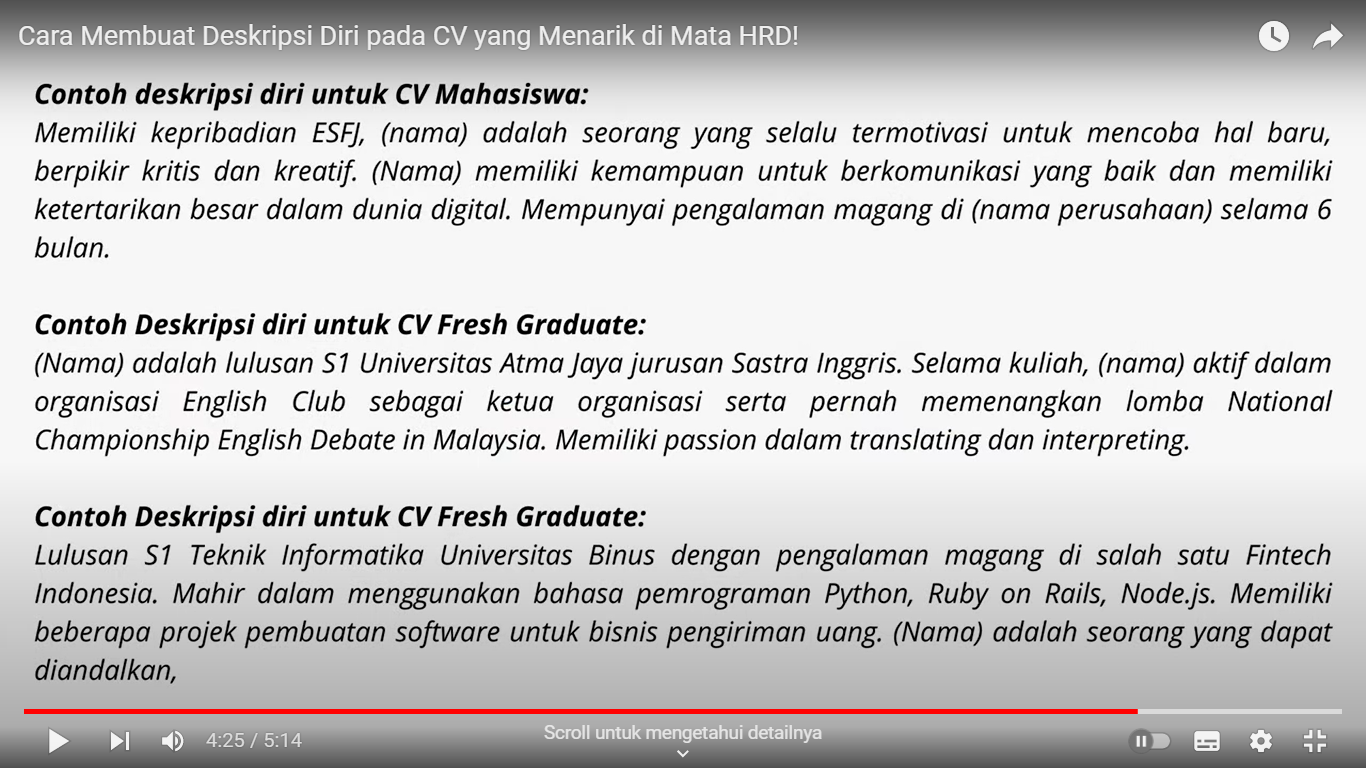 Cara Membuat Deskripsi Diri pada CV yang Menarik di Mata HRD!
Contoh deskripsi diri untuk CV Mahasiswa:
Memiliki kepribadian ESFJ, (nama) adalah seorang yang selalu termotivasi untuk mencoba hal baru,
berpikir kritis dan kreatif. (Nama) memiliki kemampuan untuk berkomunikasi yang baik dan memiliki
ketertarikan besar dalam dunia digital. Mempunyai pengalaman magang di (nama perusahaan) selama 6
bulan.
Contoh Deskripsi diri untuk CV Fresh Graduate:
(Nama) adalah lulusan S1 Universitas Atma Jaya jurusan Sastra Inggris. Selama kuliah, (nama) aktif dalam
organisasi English Club sebagai ketua organisasi serta pernah memenangkan lomba National
Championship English Debate in Malaysia. Memiliki passion dalam translating dan interpreting.
Contoh Deskripsi diri untuk CV Fresh Graduate:
Lulusan S1 Teknik Informatika Universitas Binus dengan pengalaman magang di salah satu Fintech
Indonesia. Mahir dalam menggunakan bahasa pemrograman Python, Ruby on Rails, Node.js. Memiliki
beberapa projek pembuatan software untuk bisnis pengiriman uang. (Nama) adalah seorang yang dapat
diandalkan,
4:25 / 5:14
Scroll untuk mengetahui detailnya